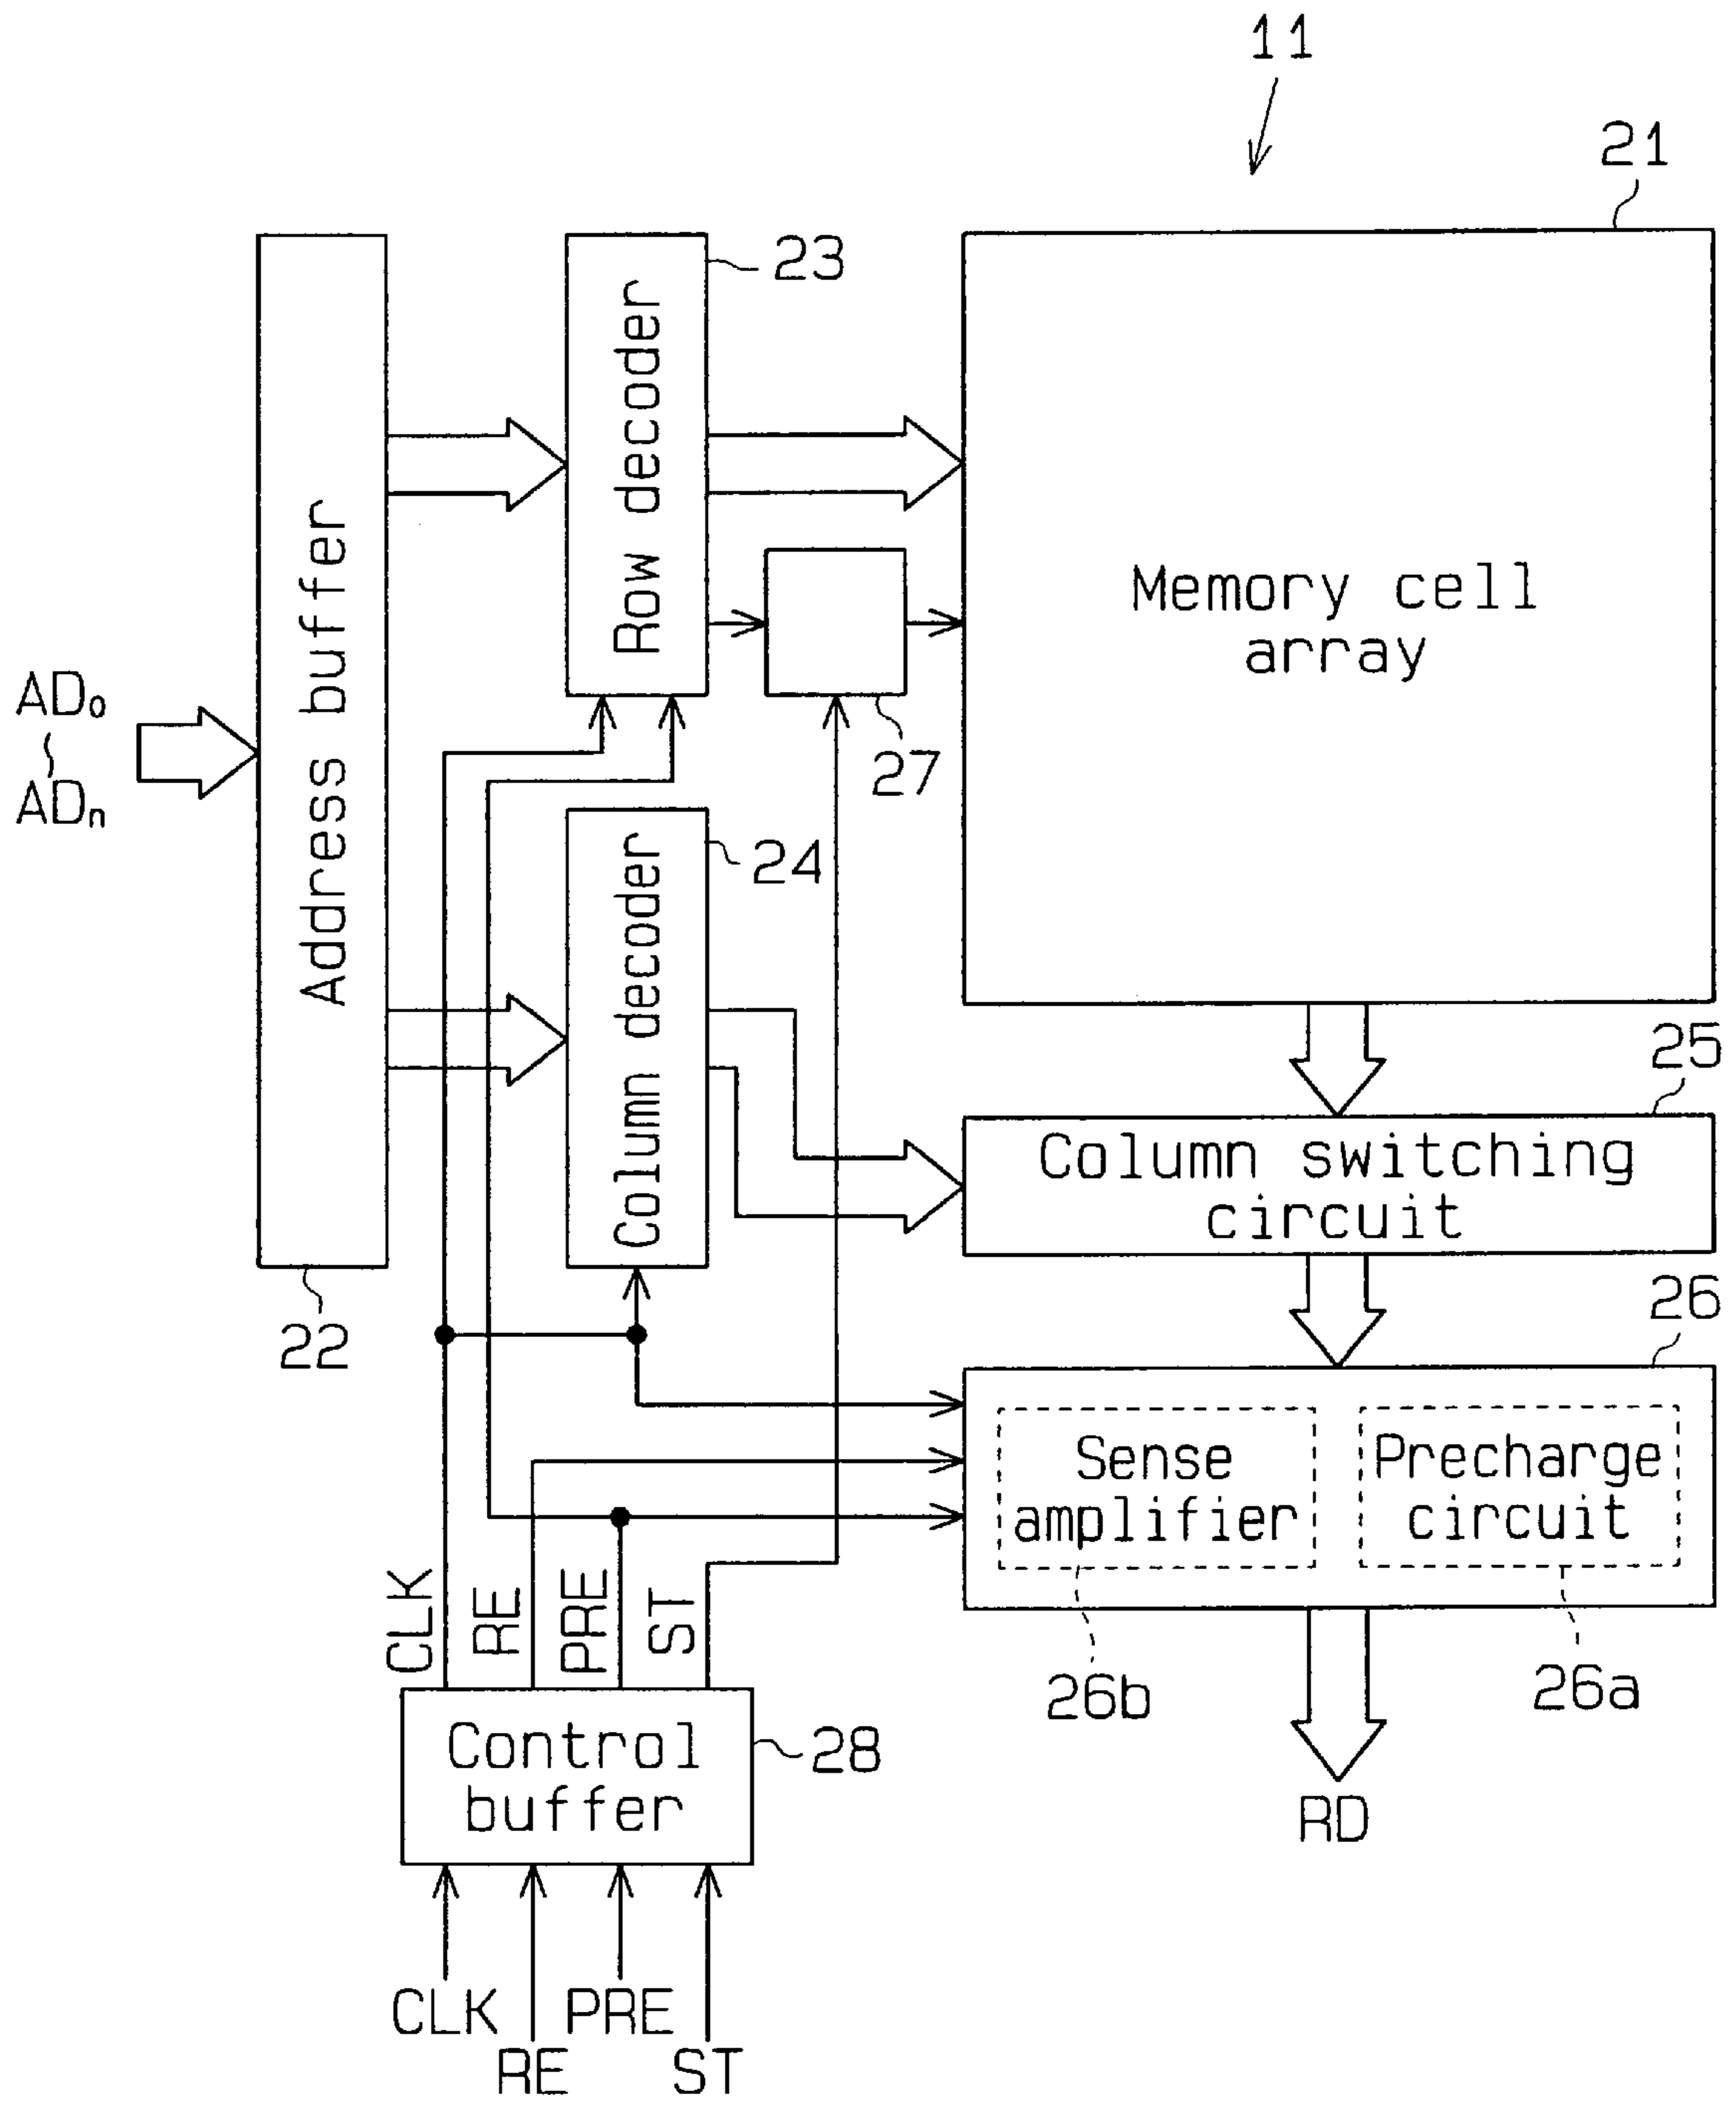 11
21
23
Row decoder
Address buffer
Memory cell
array
AD₀
~
ADₙ
27
24
Column decoder
25
Column switching
circuit
22
26
Sense
amplifier
Precharge
circuit
CLK
RE
PRE
ST
26b
26a
Control
buffer
28
RD
CLK
PRE
RE
ST